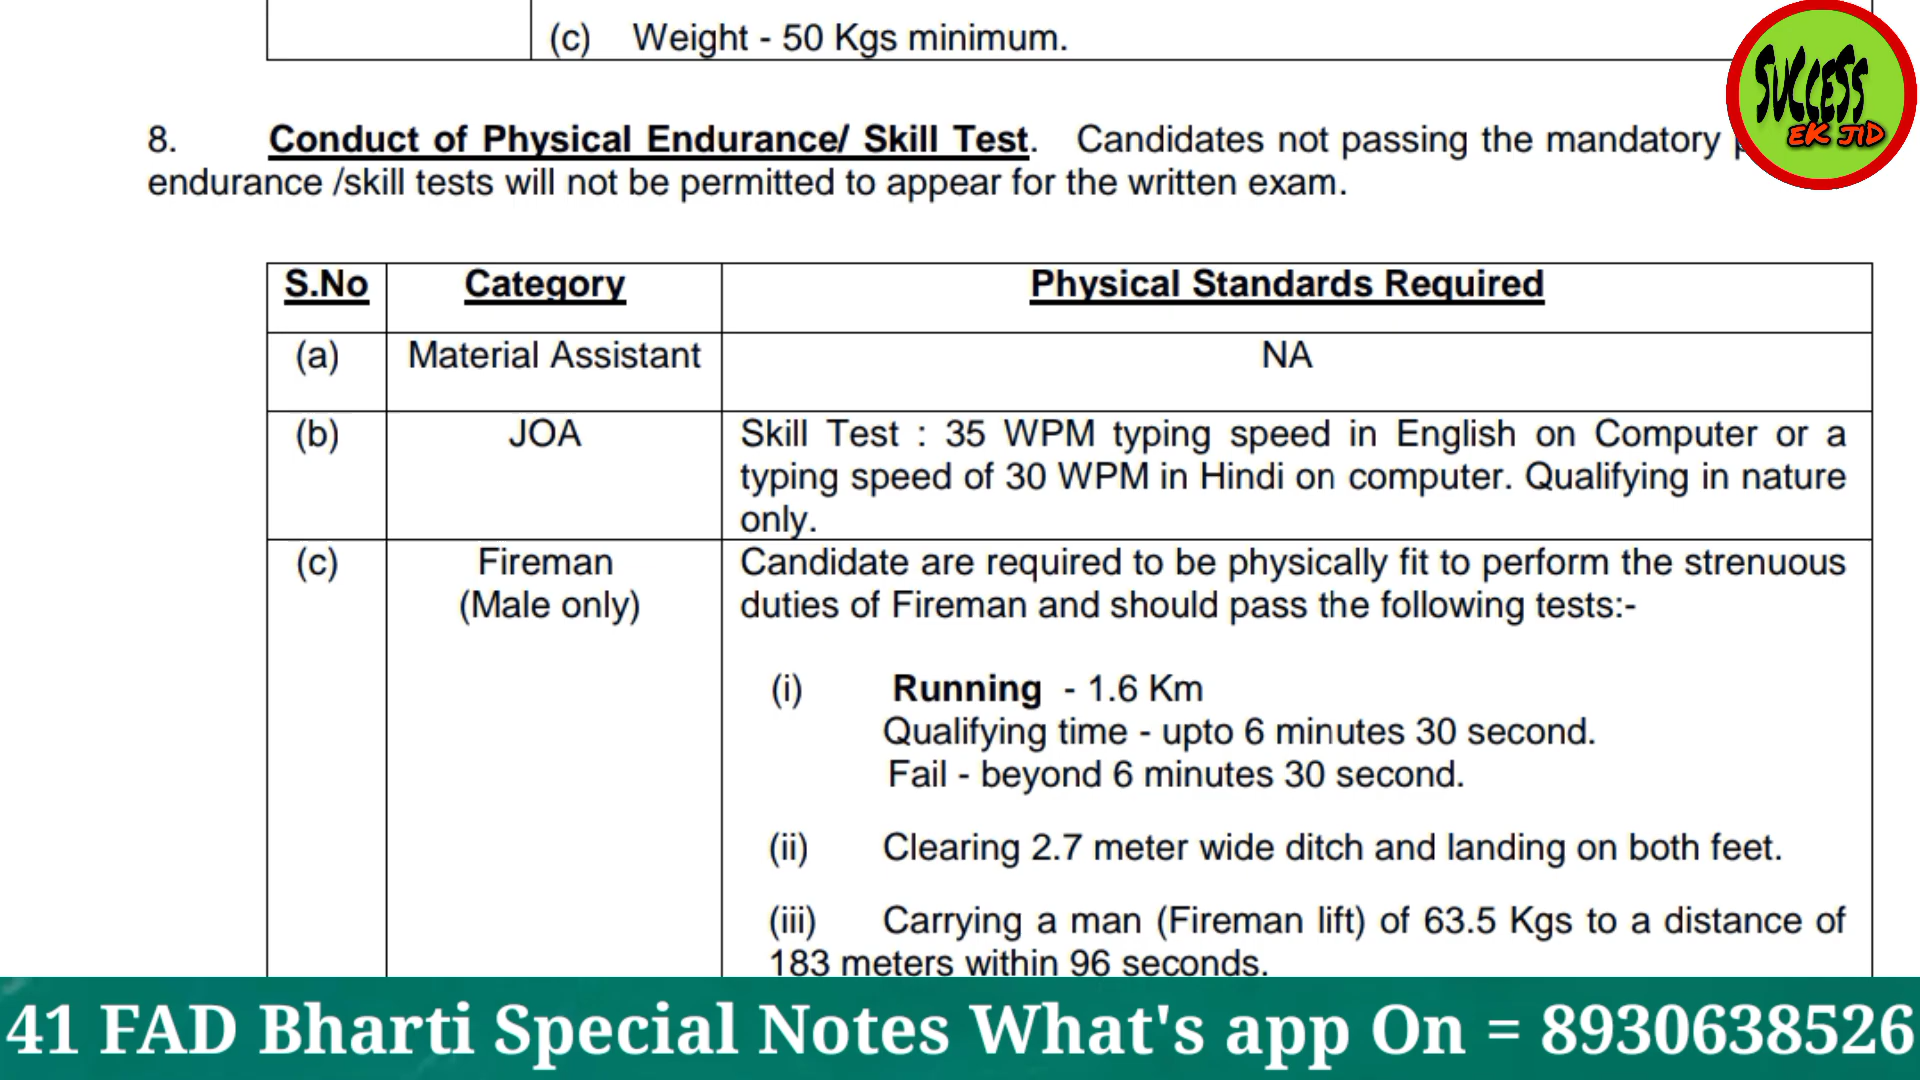 (c) Weight - 50 Kgs minimum.
SUCCESS
EK JID
8. Conduct of Physical Endurance/ Skill Test. Candidates not passing the mandatory
endurance /skill tests will not be permitted to appear for the written exam.
S.No Category Physical Standards Required
(a) Material Assistant NA
(b) JOA Skill Test : 35 WPM typing speed in English on Computer or a
typing speed of 30 WPM in Hindi on computer. Qualifying in nature
only.
(c) Fireman Candidate are required to be physically fit to perform the strenuous
(Male only) duties of Fireman and should pass the following tests:-
(i) Running - 1.6 Km
Qualifying time - upto 6 minutes 30 second.
Fail - beyond 6 minutes 30 second.
(ii) Clearing 2.7 meter wide ditch and landing on both feet.
(iii) Carrying a man (Fireman lift) of 63.5 Kgs to a distance of
183 meters within 96 seconds.
41 FAD Bharti Special Notes What's app On = 8930638526